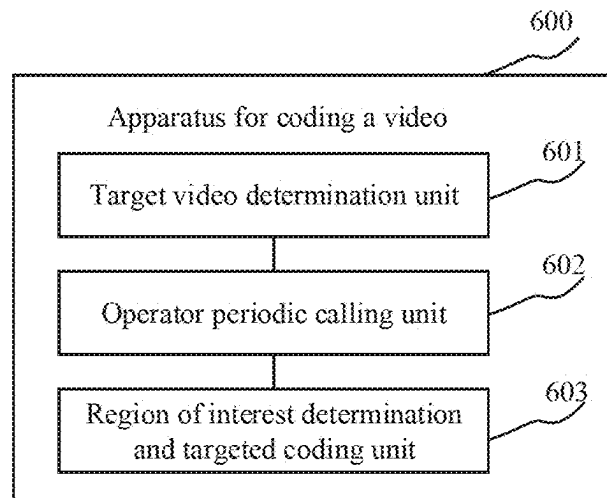 600
Apparatus for coding a video
601
Target video determination unit
602
Operator periodic calling unit
603
Region of interest determination
and targeted coding unit